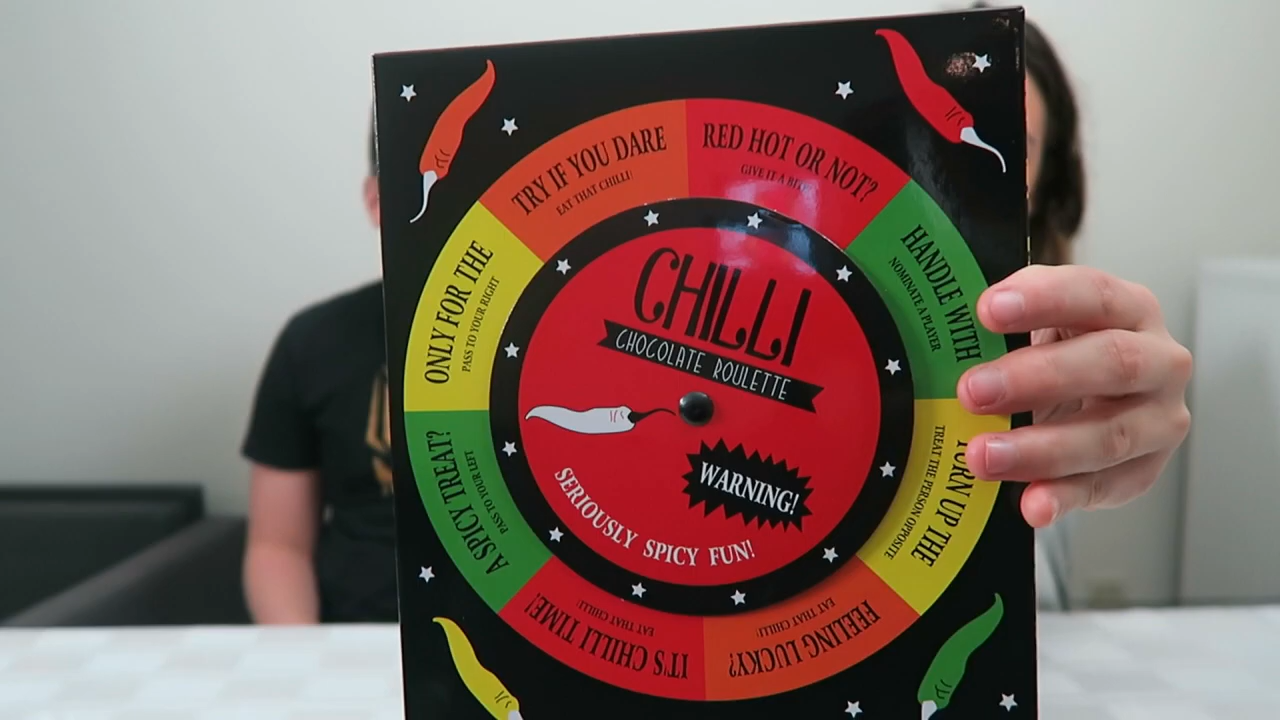 TRY IF YOU DARE
EAT THAT CHILLI!
RED HOT OR NOT?
GIVE IT A
HANDLE WITH
NOMINATE A PLAYER
TURN UP THE
TREAT THE PERSON OPPOSITE
FEELING LUCKY?
EAT THAT CHILLI!
IT'S CHILLI TIME!
EAT THAT CHILLI!
A SPICY TREAT?
PASS TO YOUR LEFT
ONLY FOR THE
PASS TO YOUR RIGHT
CHILLI
CHOCOLATE ROULETTE
WARNING!
SERIOUSLY SPICY FUN!